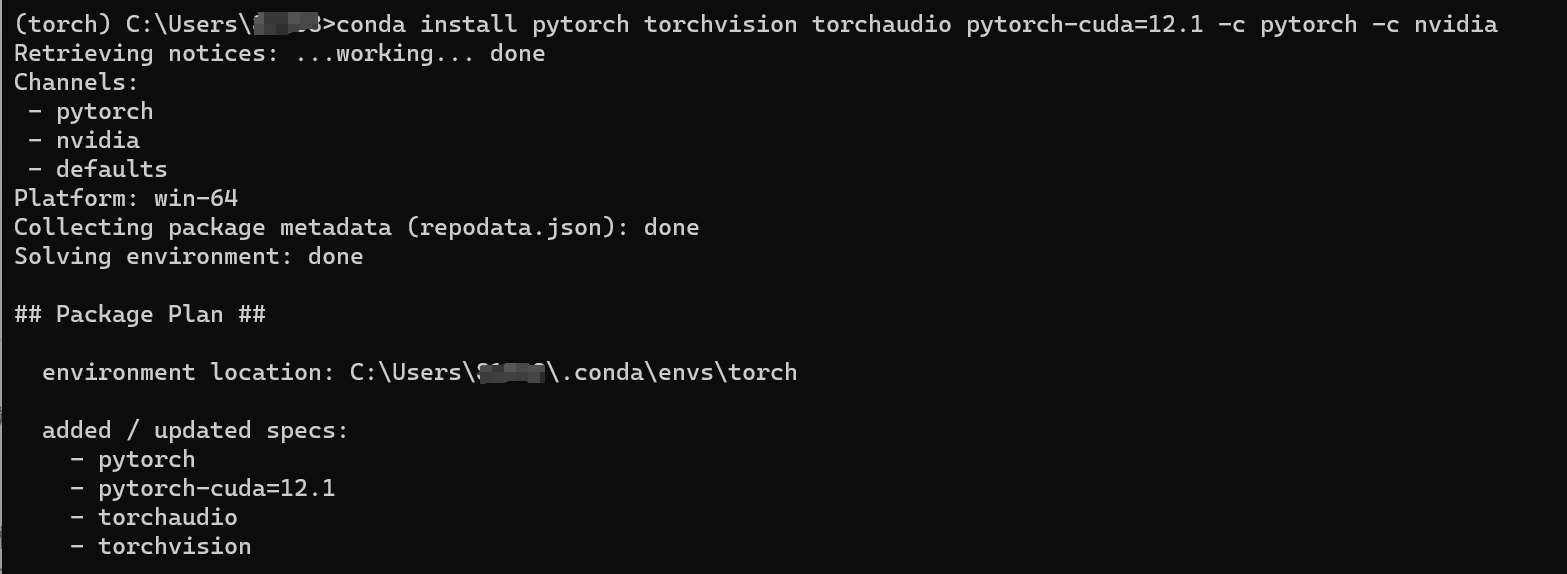 (torch) C:\Users\>conda install pytorch torchvision torchaudio pytorch-cuda=12.1 -c pytorch -c nvidia
Retrieving notices: ...working... done
Channels:
 - pytorch
 - nvidia
 - defaults
Platform: win-64
Collecting package metadata (repodata.json): done
Solving environment: done
## Package Plan ##
  environment location: C:\Users\\.conda\envs\torch
  added / updated specs:
    - pytorch
    - pytorch-cuda=12.1
    - torchaudio
    - torchvision